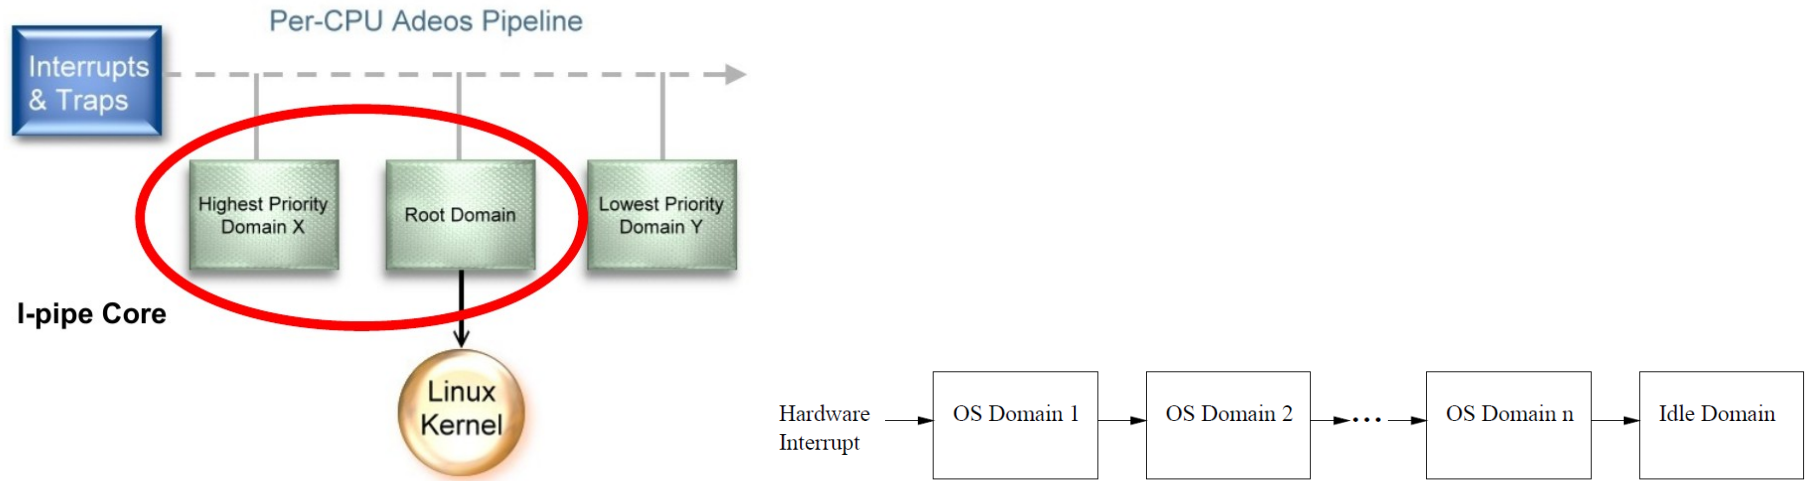 Per-CPU Adeos Pipeline
Interrupts
& Traps
Highest Priority
Domain X
Root Domain
Lowest Priority
Domain Y
I-pipe Core
Linux
Kernel
Hardware
Interrupt
OS Domain 1
OS Domain 2
...
OS Domain n
Idle Domain